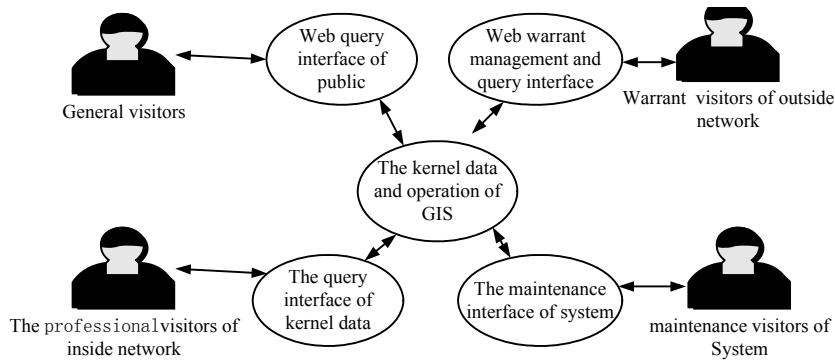 Web query
interface of
public
Web warrant
management and
query interface
General visitors
Warrant visitors of outside
network
The kernel data
and operation of
GIS
The query
interface of
kernel data
The maintenance
interface of system
The professionalvisitors of
inside network
maintenance visitors of
System